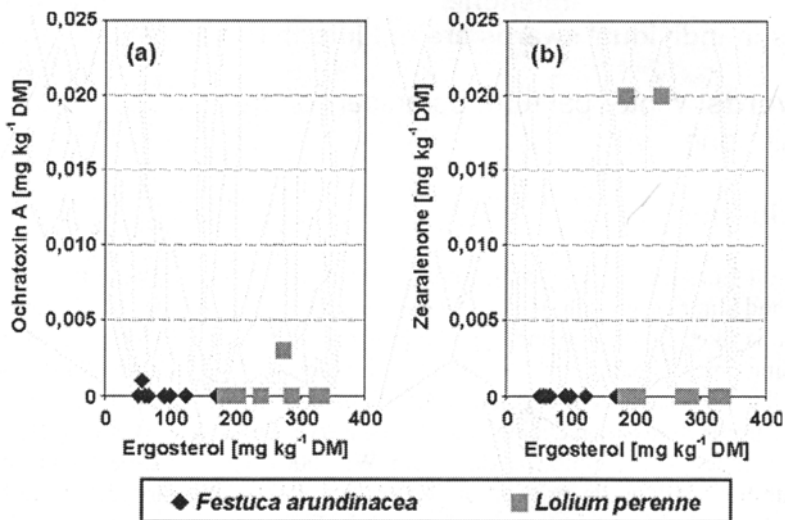 (a)
Ochratoxin A [mg kg⁻¹ DM]
0,025
0,020
0,015
0,010
0,005
0
0 100 200 300 400
Ergosterol [mg kg⁻¹ DM]
(b)
Zearalenone [mg kg⁻¹ DM]
0,025
0,020
0,015
0,010
0,005
0
0 100 200 300 400
Ergosterol [mg kg⁻¹ DM]
Festuca arundinacea
Lolium perenne